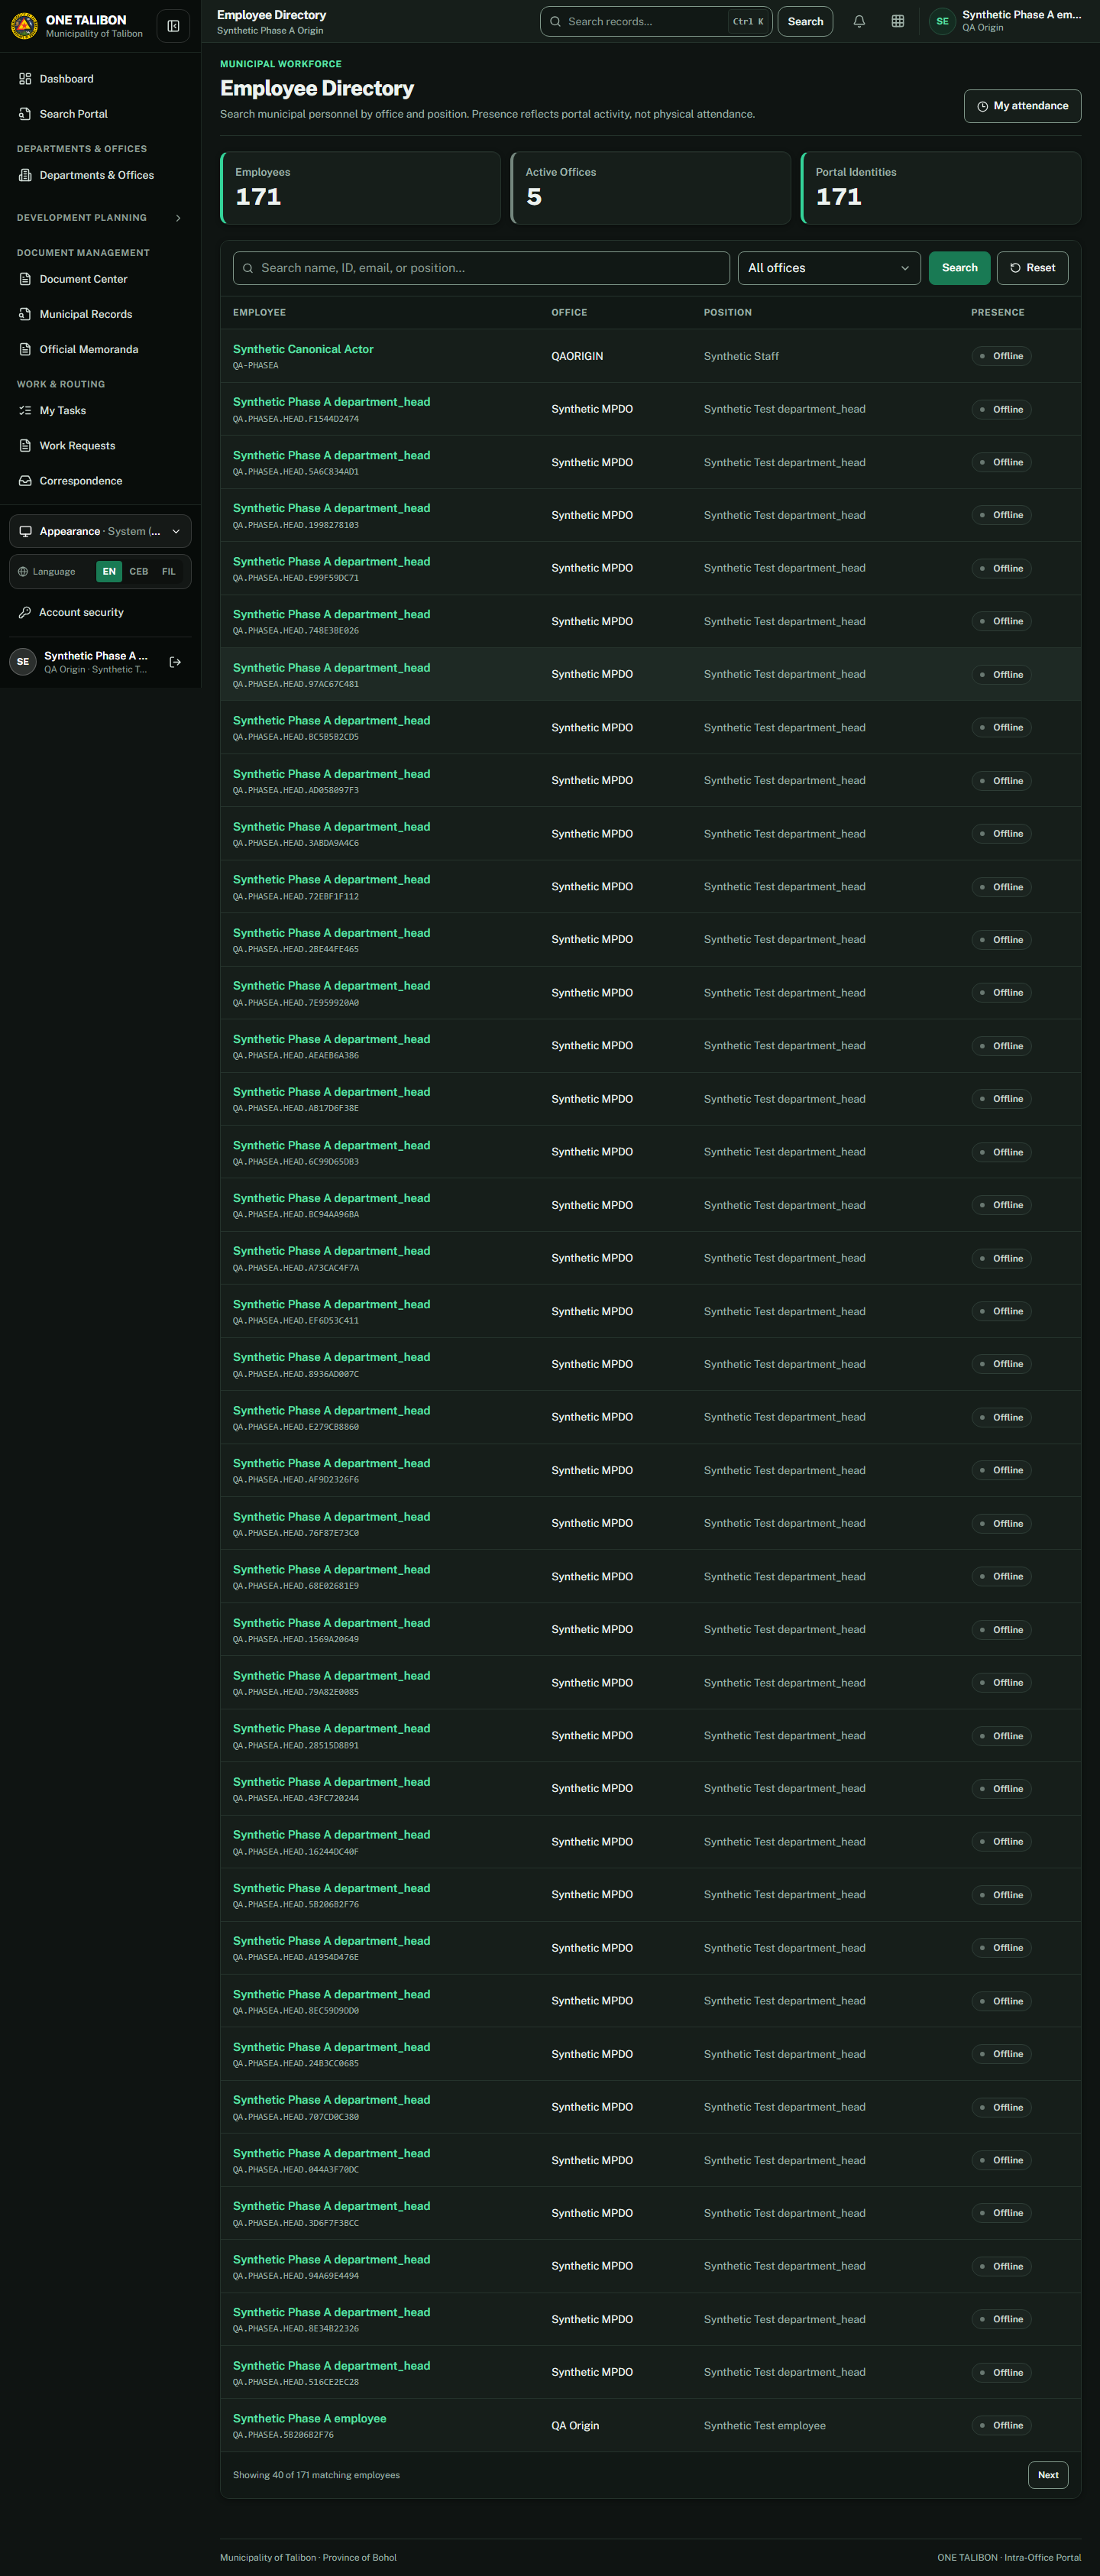 ONE TALIBON
Municipality of Talibon
Dashboard
Search Portal
DEPARTMENTS & OFFICES
Departments & Offices
DEVELOPMENT PLANNING
DOCUMENT MANAGEMENT
Document Center
Municipal Records
Official Memoranda
WORK & ROUTING
My Tasks
Work Requests
Correspondence
Appearance · System (...
Language EN CEB FIL
Account security
SE Synthetic Phase A ...
QA Origin · Synthetic T...
Employee Directory
Synthetic Phase A Origin
Search records... Ctrl K Search
SE Synthetic Phase A em...
QA Origin
MUNICIPAL WORKFORCE
Employee Directory
Search municipal personnel by office and position. Presence reflects portal activity, not physical attendance.
My attendance
Employees
171
Active Offices
5
Portal Identities
171
Search name, ID, email, or position... All offices Search Reset
EMPLOYEE OFFICE POSITION PRESENCE
Synthetic Canonical Actor QAORIGIN Synthetic Staff Offline
QA-PHASEA
Synthetic Phase A department_head Synthetic MPDO Synthetic Test department_head Offline
QA.PHASEA.HEAD.F1544D2474
Synthetic Phase A department_head Synthetic MPDO Synthetic Test department_head Offline
QA.PHASEA.HEAD.5A6C834AD1
Synthetic Phase A department_head Synthetic MPDO Synthetic Test department_head Offline
QA.PHASEA.HEAD.1998278103
Synthetic Phase A department_head Synthetic MPDO Synthetic Test department_head Offline
QA.PHASEA.HEAD.E99F59DC71
Synthetic Phase A department_head Synthetic MPDO Synthetic Test department_head Offline
QA.PHASEA.HEAD.748E3BE026
Synthetic Phase A department_head Synthetic MPDO Synthetic Test department_head Offline
QA.PHASEA.HEAD.97AC67C481
Synthetic Phase A department_head Synthetic MPDO Synthetic Test department_head Offline
QA.PHASEA.HEAD.BC5B5B2CD5
Synthetic Phase A department_head Synthetic MPDO Synthetic Test department_head Offline
QA.PHASEA.HEAD.AD058097F3
Synthetic Phase A department_head Synthetic MPDO Synthetic Test department_head Offline
QA.PHASEA.HEAD.3ABDA9A4C6
Synthetic Phase A department_head Synthetic MPDO Synthetic Test department_head Offline
QA.PHASEA.HEAD.72EBF1F112
Synthetic Phase A department_head Synthetic MPDO Synthetic Test department_head Offline
QA.PHASEA.HEAD.2BE44FE465
Synthetic Phase A department_head Synthetic MPDO Synthetic Test department_head Offline
QA.PHASEA.HEAD.7E959920A0
Synthetic Phase A department_head Synthetic MPDO Synthetic Test department_head Offline
QA.PHASEA.HEAD.AEAEB6A386
Synthetic Phase A department_head Synthetic MPDO Synthetic Test department_head Offline
QA.PHASEA.HEAD.AB17D6F38E
Synthetic Phase A department_head Synthetic MPDO Synthetic Test department_head Offline
QA.PHASEA.HEAD.6C99D65DB3
Synthetic Phase A department_head Synthetic MPDO Synthetic Test department_head Offline
QA.PHASEA.HEAD.BC94AA96BA
Synthetic Phase A department_head Synthetic MPDO Synthetic Test department_head Offline
QA.PHASEA.HEAD.A73CAC4F7A
Synthetic Phase A department_head Synthetic MPDO Synthetic Test department_head Offline
QA.PHASEA.HEAD.EF6D53C411
Synthetic Phase A department_head Synthetic MPDO Synthetic Test department_head Offline
QA.PHASEA.HEAD.8936AD007C
Synthetic Phase A department_head Synthetic MPDO Synthetic Test department_head Offline
QA.PHASEA.HEAD.E279CB8860
Synthetic Phase A department_head Synthetic MPDO Synthetic Test department_head Offline
QA.PHASEA.HEAD.AF9D2326F6
Synthetic Phase A department_head Synthetic MPDO Synthetic Test department_head Offline
QA.PHASEA.HEAD.76F87E73C0
Synthetic Phase A department_head Synthetic MPDO Synthetic Test department_head Offline
QA.PHASEA.HEAD.68E02681E9
Synthetic Phase A department_head Synthetic MPDO Synthetic Test department_head Offline
QA.PHASEA.HEAD.1569A20649
Synthetic Phase A department_head Synthetic MPDO Synthetic Test department_head Offline
QA.PHASEA.HEAD.79A82E0085
Synthetic Phase A department_head Synthetic MPDO Synthetic Test department_head Offline
QA.PHASEA.HEAD.28515D8B91
Synthetic Phase A department_head Synthetic MPDO Synthetic Test department_head Offline
QA.PHASEA.HEAD.43FC720244
Synthetic Phase A department_head Synthetic MPDO Synthetic Test department_head Offline
QA.PHASEA.HEAD.16244DC40F
Synthetic Phase A department_head Synthetic MPDO Synthetic Test department_head Offline
QA.PHASEA.HEAD.5B206B2F76
Synthetic Phase A department_head Synthetic MPDO Synthetic Test department_head Offline
QA.PHASEA.HEAD.A1954D476E
Synthetic Phase A department_head Synthetic MPDO Synthetic Test department_head Offline
QA.PHASEA.HEAD.8EC59D9DD0
Synthetic Phase A department_head Synthetic MPDO Synthetic Test department_head Offline
QA.PHASEA.HEAD.24B3CC0685
Synthetic Phase A department_head Synthetic MPDO Synthetic Test department_head Offline
QA.PHASEA.HEAD.707CD0C380
Synthetic Phase A department_head Synthetic MPDO Synthetic Test department_head Offline
QA.PHASEA.HEAD.044A3F70DC
Synthetic Phase A department_head Synthetic MPDO Synthetic Test department_head Offline
QA.PHASEA.HEAD.3D6F7F3BCC
Synthetic Phase A department_head Synthetic MPDO Synthetic Test department_head Offline
QA.PHASEA.HEAD.94A69E4494
Synthetic Phase A department_head Synthetic MPDO Synthetic Test department_head Offline
QA.PHASEA.HEAD.8E34B22326
Synthetic Phase A department_head Synthetic MPDO Synthetic Test department_head Offline
QA.PHASEA.HEAD.516CE2EC28
Synthetic Phase A employee QA Origin Synthetic Test employee Offline
QA.PHASEA.5B206B2F76
Showing 40 of 171 matching employees Next
Municipality of Talibon · Province of Bohol ONE TALIBON · Intra-Office Portal